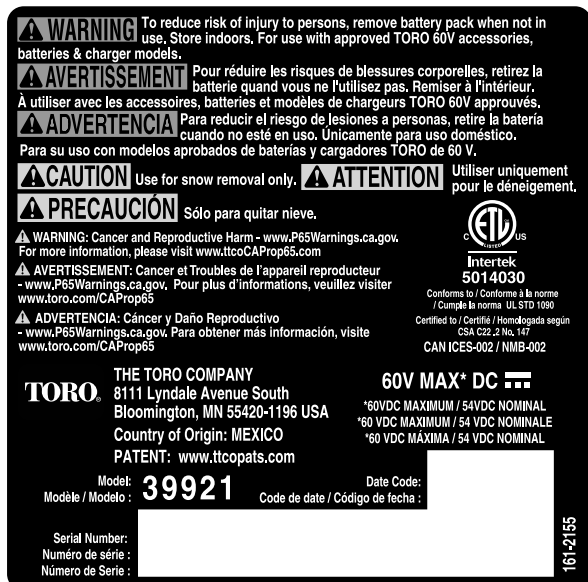 WARNING To reduce risk of injury to persons, remove battery pack when not in
use. Store indoors. For use with approved TORO 60V accessories,
batteries & charger models.
AVERTISSEMENT Pour réduire les risques de blessures corporelles, retirez la
batterie quand vous ne l'utilisez pas. Remiser à l'intérieur.
À utiliser avec les accessoires, batteries et modèles de chargeurs TORO 60V approuvés.
ADVERTENCIA Para reducir el riesgo de lesiones a personas, retire la batería
cuando no esté en uso. Únicamente para uso doméstico.
Para su uso con modelos aprobados de baterías y cargadores TORO de 60 V.
CAUTION Use for snow removal only. ATTENTION Utiliser uniquement
pour le déneigement.
PRECAUCIÓN Sólo para quitar nieve.
WARNING: Cancer and Reproductive Harm - www.P65Warnings.ca.gov.
For more information, please visit www.ttcoCAProp65.com
AVERTISSEMENT: Cancer et Troubles de l'appareil reproducteur
- www.P65Warnings.ca.gov. Pour plus d'informations, veuillez visiter
www.toro.com/CAProp65
ADVERTENCIA: Cáncer y Daño Reproductivo
- www.P65Warnings.ca.gov. Para obtener más información, visite
www.toro.com/CAProp65
C ETL US
LISTED
Intertek
5014030
Conforms to / Conforme à la norme
/ Cumple la norma UL STD 1090
Certified to / Certifié / Homologada según
CSA C22 .2 No. 147
CAN ICES-002 / NMB-002
TORO.
THE TORO COMPANY
8111 Lyndale Avenue South
Bloomington, MN 55420-1196 USA
Country of Origin: MEXICO
PATENT: www.ttcopats.com
60V MAX* DC
*60VDC MAXIMUM / 54VDC NOMINAL
*60 VDC MAXIMUM / 54 VDC NOMINALE
*60 VDC MÁXIMA / 54 VDC NOMINAL
Model:
Modèle / Modelo : 39921
Date Code:
Code de date / Código de fecha :
Serial Number:
Numéro de série :
Número de Serie :
161-2155